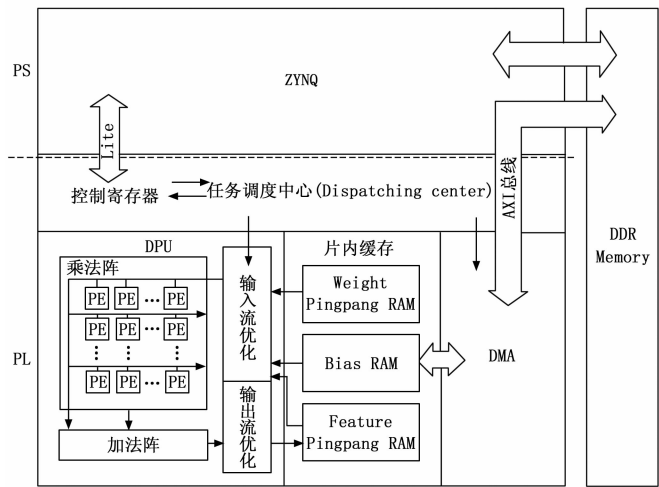 PS
ZYNQ
Lite
控制寄存器
任务调度中心(Dispatching center)
AXI总线
DDR
Memory
PL
DPU
乘法阵
PE PE ··· PE
PE PE ··· PE
PE PE ··· PE
加法阵
输入流优化
输出流优化
片内缓存
Weight
Pingpang RAM
Bias RAM
Feature
Pingpang RAM
DMA